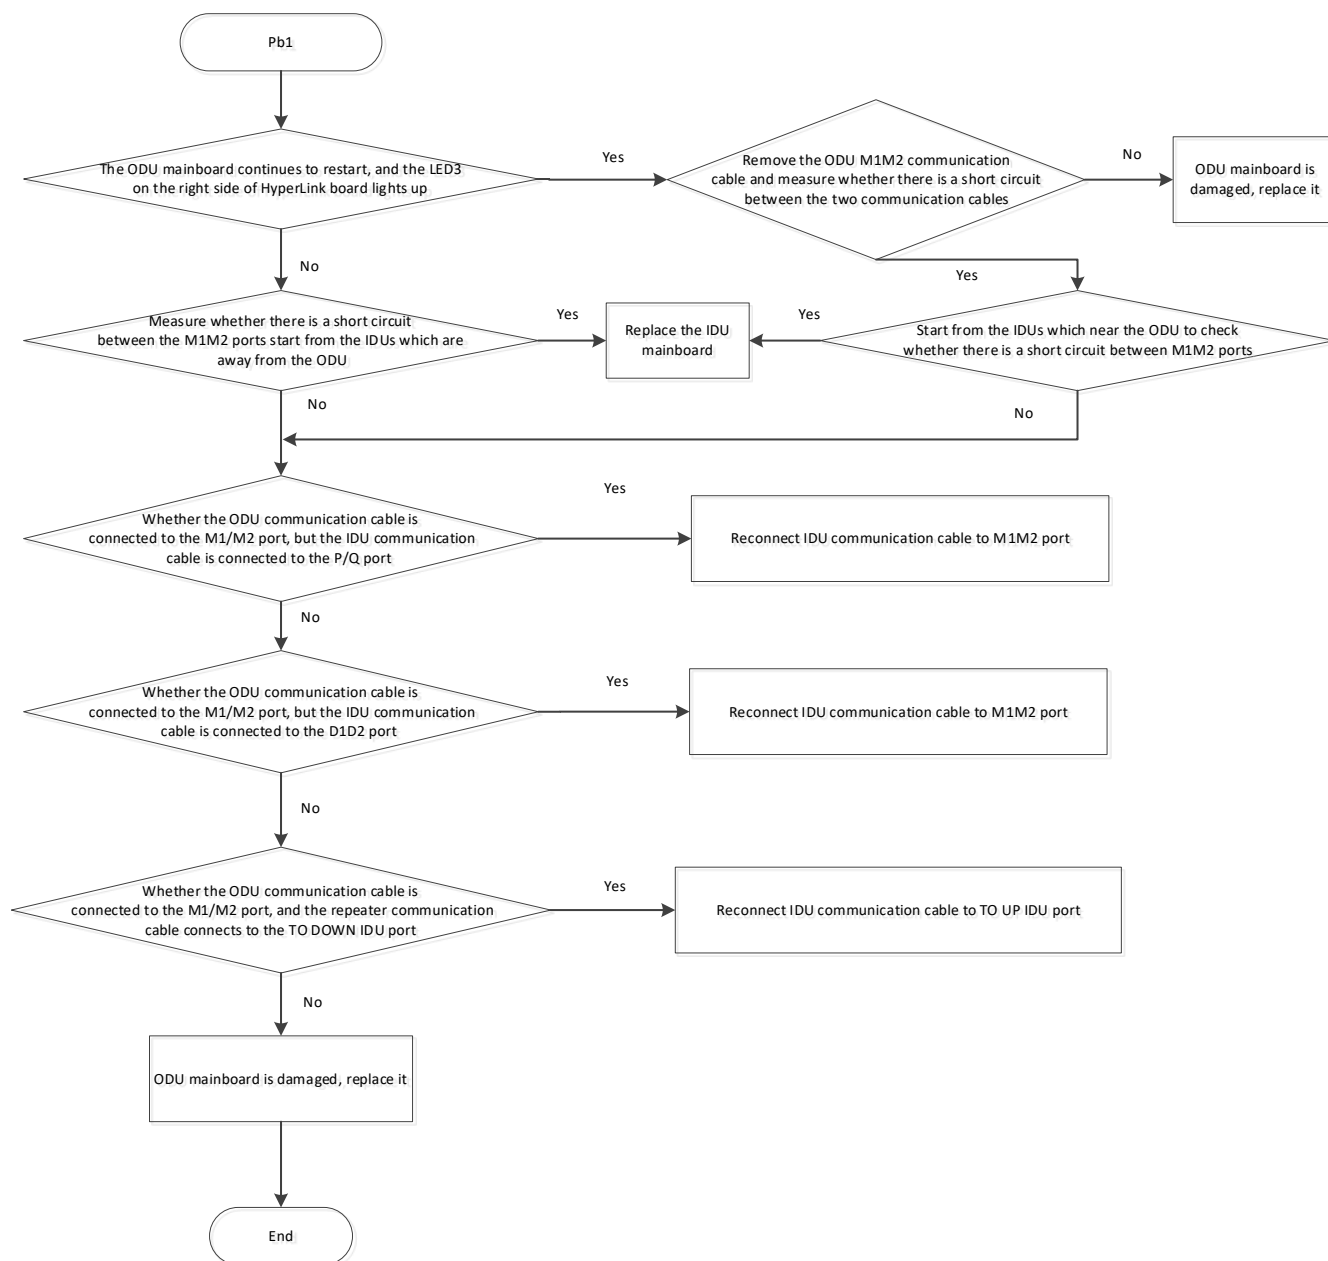 Pb1
The ODU mainboard continues to restart, and the LED3
on the right side of HyperLink board lights up
Yes
Remove the ODU M1M2 communication
cable and measure whether there is a short circuit
between the two communication cables
No
ODU mainboard is
damaged, replace it
No
Yes
Measure whether there is a short circuit
between the M1M2 ports start from the IDUs which are
away from the ODU
Yes
Replace the IDU
mainboard
Yes
Start from the IDUs which near the ODU to check
whether there is a short circuit between M1M2 ports
No
No
Whether the ODU communication cable is
connected to the M1/M2 port, but the IDU communication
cable is connected to the P/Q port
Yes
Reconnect IDU communication cable to M1M2 port
No
Whether the ODU communication cable is
connected to the M1/M2 port, but the IDU communication
cable is connected to the D1D2 port
Yes
Reconnect IDU communication cable to M1M2 port
No
Whether the ODU communication cable is
connected to the M1/M2 port, and the repeater communication
cable connects to the TO DOWN IDU port
Yes
Reconnect IDU communication cable to TO UP IDU port
No
ODU mainboard is damaged, replace it
End